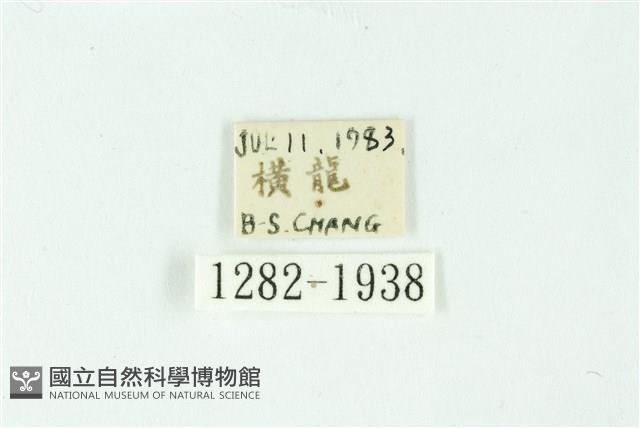 JUL 11, 1983.
橫龍
B-S. CHANG
1282-1938
國立自然科學博物館
NATIONAL MUSEUM OF NATURAL SCIENCE